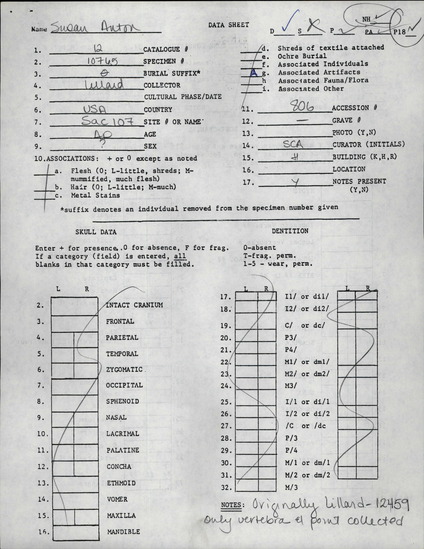 Name Susan Anton
DATA SHEET
D S P NH PA P18
1. 12 CATALOGUE #
2. 10765 SPECIMEN #
3. BURIAL SUFFIX*
4. Lillard COLLECTOR
5. CULTURAL PHASE/DATE
6. USA COUNTRY
7. Sac 107 SITE # OR NAME
8. AGE
9. SEX
10. ASSOCIATIONS: + or 0 except as noted
a. Flesh (0; L-little, shreds; M-mummified, much flesh)
b. Hair (0; L-little; M-much)
c. Metal Stains
d. Shreds of textile attached
e. Ochre Burial
f. Associated Individuals
g. Associated Artifacts
h. Associated Fauna/Flora
i. Associated Other
11. 806 ACCESSION #
12. — GRAVE #
13. PHOTO (Y,N)
14. SCA CURATOR (INITIALS)
15. H BUILDING (K,H,R)
16. LOCATION
17. Y NOTES PRESENT
(Y,N)
*suffix denotes an individual removed from the specimen number given
SKULL DATA
Enter + for presence, 0 for absence, F for frag.
If a category (field) is entered, all
blanks in that category must be filled.
L R
2. INTACT CRANIUM
3. FRONTAL
4. PARIETAL
5. TEMPORAL
6. ZYGOMATIC
7. OCCIPITAL
8. SPHENOID
9. NASAL
10. LACRIMAL
11. PALATINE
12. CONCHA
13. ETHMOID
14. VOMER
15. MAXILLA
14. MANDIBLE
DENTITION
0-absent
T-frag. perm.
1-5 - wear, perm.
L R L R
17. I1/ or di1/
18. I2/ or di2/
19. C/ or dc/
20. P3/
21. P4/
22. M1/ or dm1/
23. M2/ or dm2/
24. M3/
25. I/1 or di/1
26. I/2 or di/2
27. /C or /dc
28. P/3
29. P/4
30. M/1 or dm/1
31. M/2 or dm/2
32. M/3
NOTES: Originally Lillard-12459
only vertebra & point collected